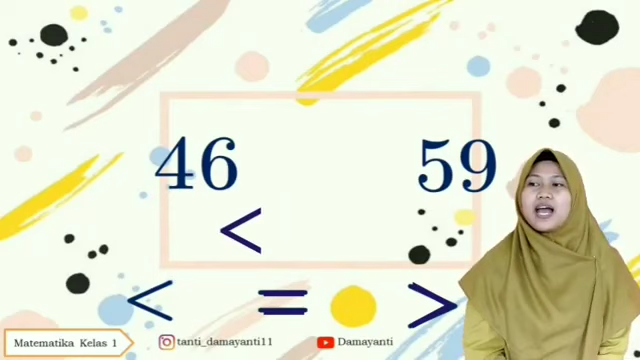 46 59
<
< = >
Matematika Kelas 1 tanti_damayanti11 Damayanti